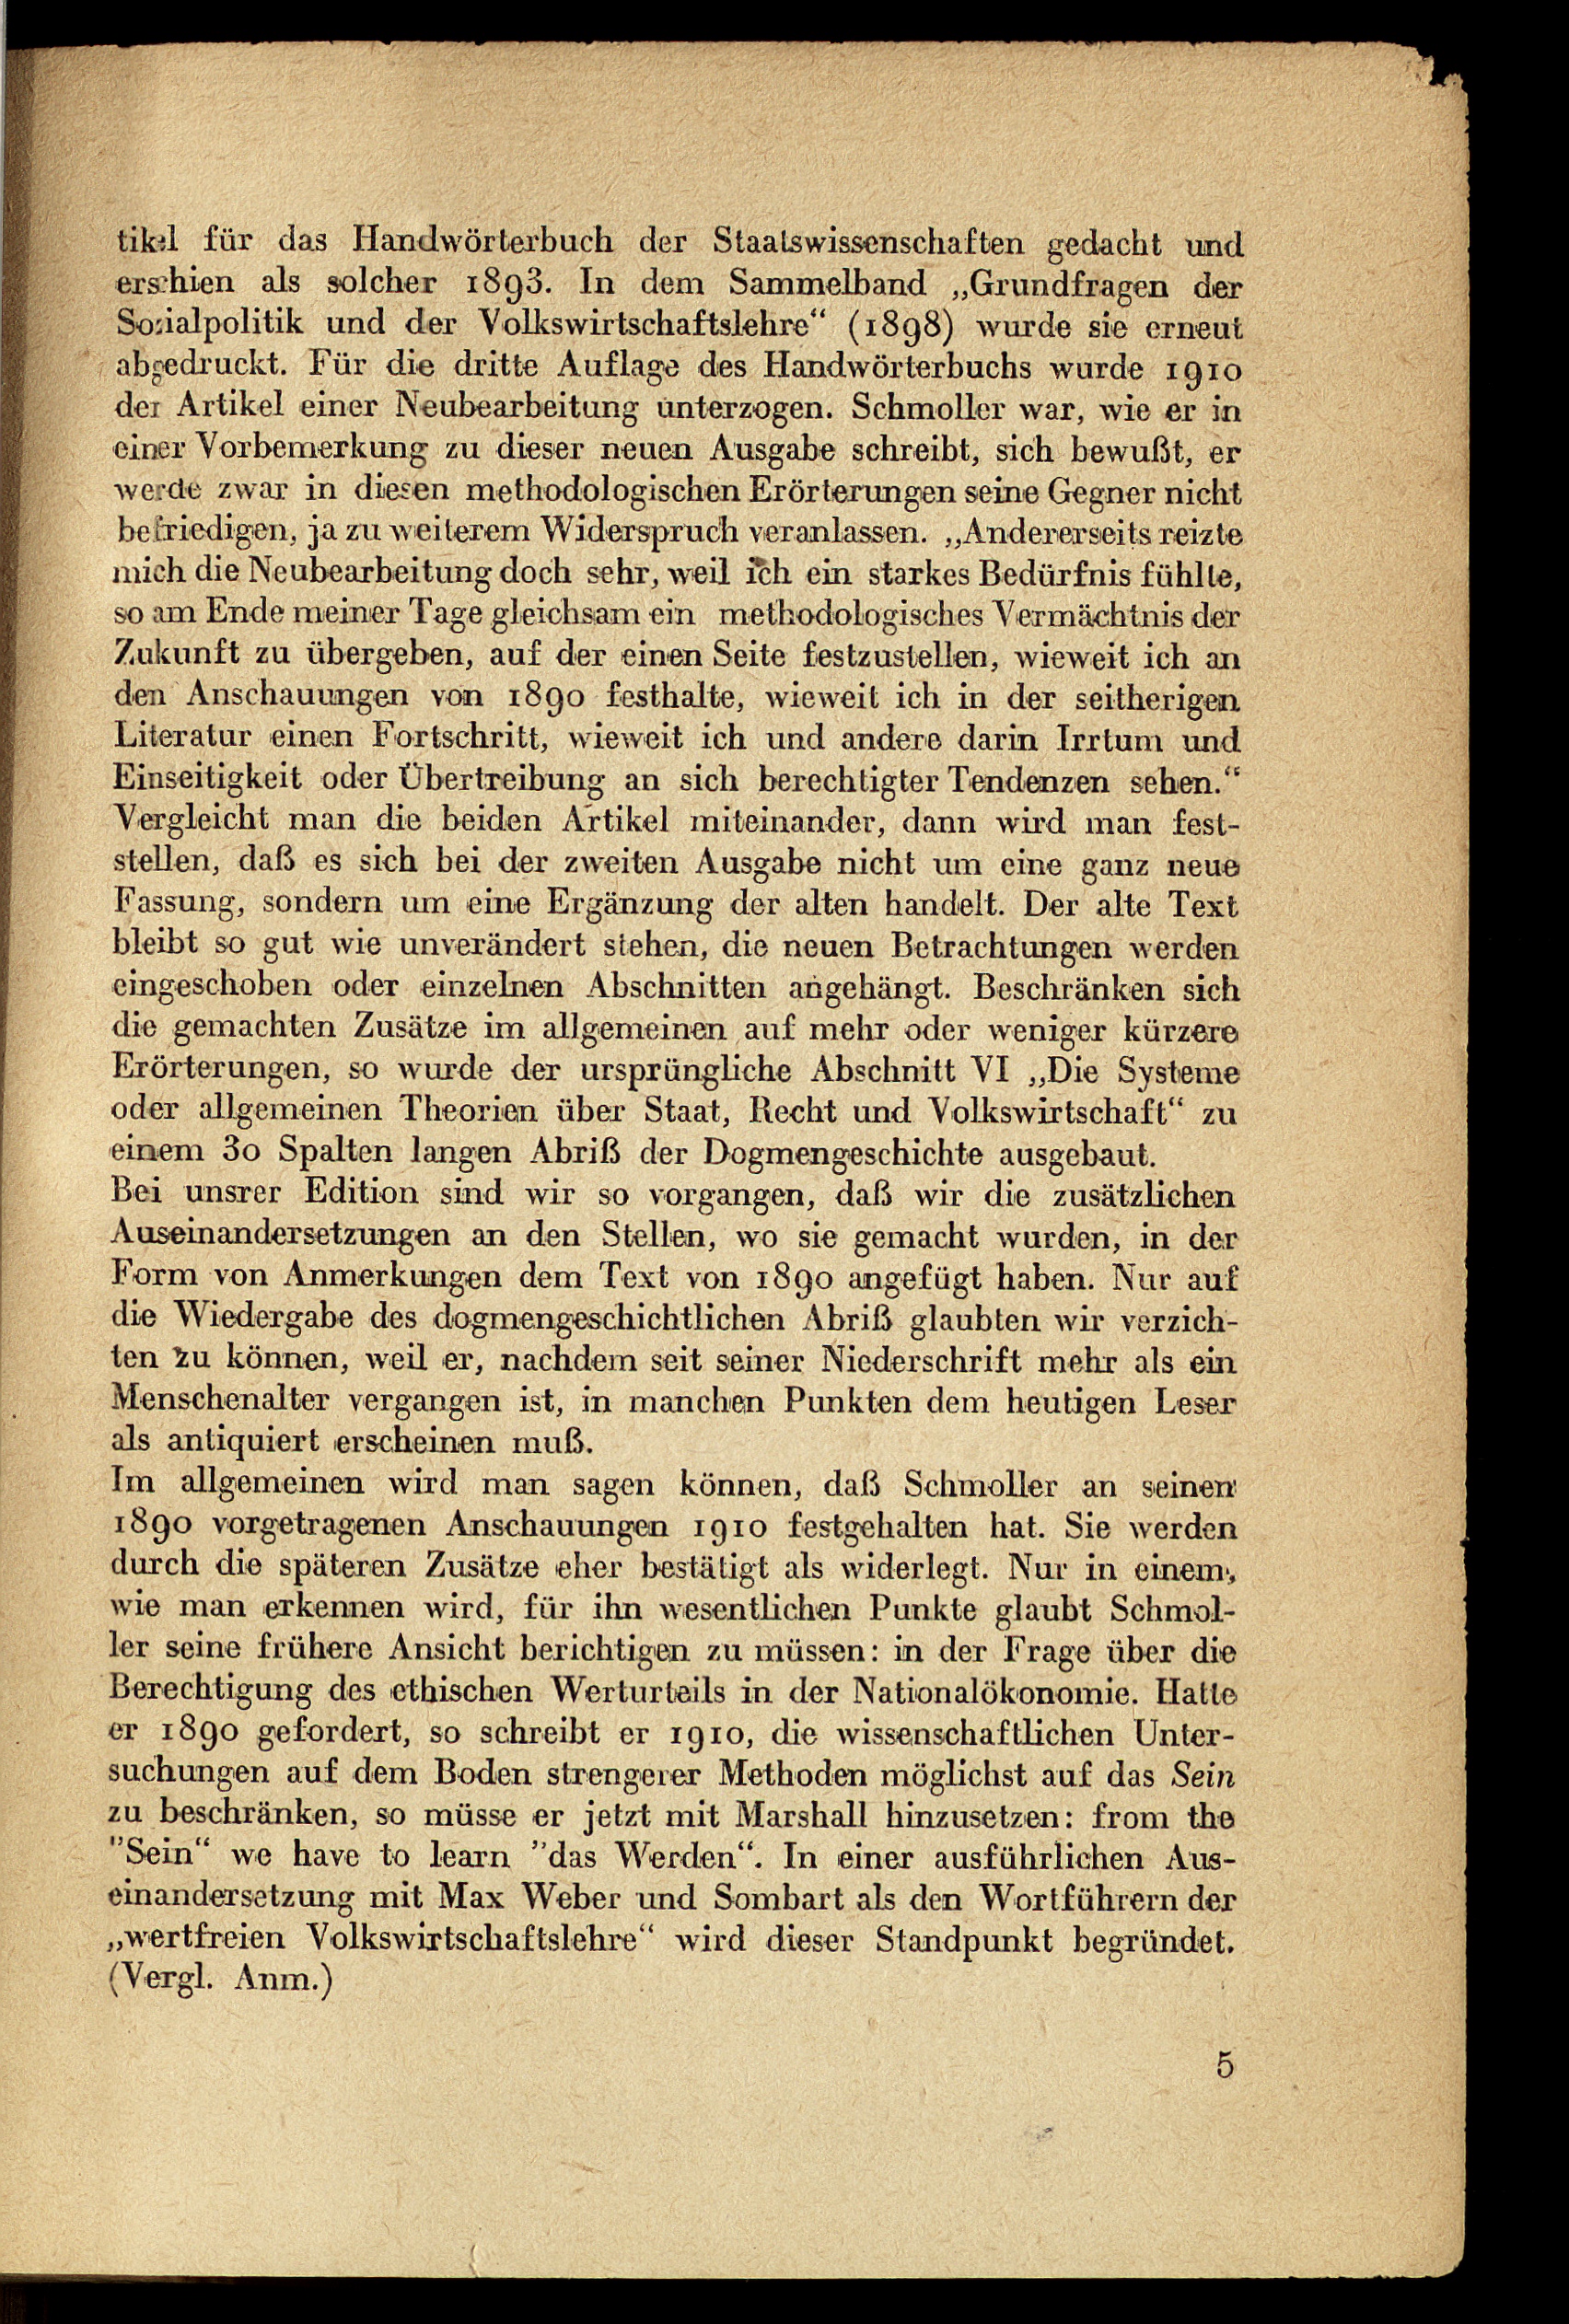 tikel für das Handwörterbuch der Staatswissenschaften gedacht und
erschien als solcher 1893. In dem Sammelband „Grundfragen der
Sozialpolitik und der Volkswirtschaftslehre“ (1898) wurde sie erneut
abgedruckt. Für die dritte Auflage des Handwörterbuchs wurde 1910
der Artikel einer Neubearbeitung unterzogen. Schmoller war, wie er in
einer Vorbemerkung zu dieser neuen Ausgabe schreibt, sich bewußt, er
werde zwar in diesen methodologischen Erörterungen seine Gegner nicht
befriedigen, ja zu weiterem Widerspruch veranlassen. „Andererseits reizte
mich die Neubearbeitung doch sehr, weil ich ein starkes Bedürfnis fühlte,
so am Ende meiner Tage gleichsam ein methodologisches Vermächtnis der
Zukunft zu übergeben, auf der einen Seite festzustellen, wieweit ich an
den Anschauungen von 1890 festhalte, wieweit ich in der seitherigen
Literatur einen Fortschritt, wieweit ich und andere darin Irrtum und
Einseitigkeit oder Übertreibung an sich berechtigter Tendenzen sehen.“
Vergleicht man die beiden Artikel miteinander, dann wird man fest-
stellen, daß es sich bei der zweiten Ausgabe nicht um eine ganz neue
Fassung, sondern um eine Ergänzung der alten handelt. Der alte Text
bleibt so gut wie unverändert stehen, die neuen Betrachtungen werden
eingeschoben oder einzelnen Abschnitten angehängt. Beschränken sich
die gemachten Zusätze im allgemeinen auf mehr oder weniger kürzere
Erörterungen, so wurde der ursprüngliche Abschnitt VI „Die Systeme
oder allgemeinen Theorien über Staat, Recht und Volkswirtschaft“ zu
einem 30 Spalten langen Abriß der Dogmengeschichte ausgebaut.
Bei unsrer Edition sind wir so vorgangen, daß wir die zusätzlichen
Auseinandersetzungen an den Stellen, wo sie gemacht wurden, in der
Form von Anmerkungen dem Text von 1890 angefügt haben. Nur auf
die Wiedergabe des dogmengeschichtlichen Abriß glaubten wir verzich-
ten zu können, weil er, nachdem seit seiner Niederschrift mehr als ein
Menschenalter vergangen ist, in manchen Punkten dem heutigen Leser
als antiquiert erscheinen muß.
Im allgemeinen wird man sagen können, daß Schmoller an seinen
1890 vorgetragenen Anschauungen 1910 festgehalten hat. Sie werden
durch die späteren Zusätze eher bestätigt als widerlegt. Nur in einem,
wie man erkennen wird, für ihn wesentlichen Punkte glaubt Schmol-
ler seine frühere Ansicht berichtigen zu müssen: in der Frage über die
Berechtigung des ethischen Werturteils in der Nationalökonomie. Hatte
er 1890 gefordert, so schreibt er 1910, die wissenschaftlichen Unter-
suchungen auf dem Boden strengerer Methoden möglichst auf das Sein
zu beschränken, so müsse er jetzt mit Marshall hinzusetzen: from the
”Sein“ we have to learn ”das Werden“. In einer ausführlichen Aus-
einandersetzung mit Max Weber und Sombart als den Wortführern der
„wertfreien Volkswirtschaftslehre“ wird dieser Standpunkt begründet.
(Vergl. Anm.)
5